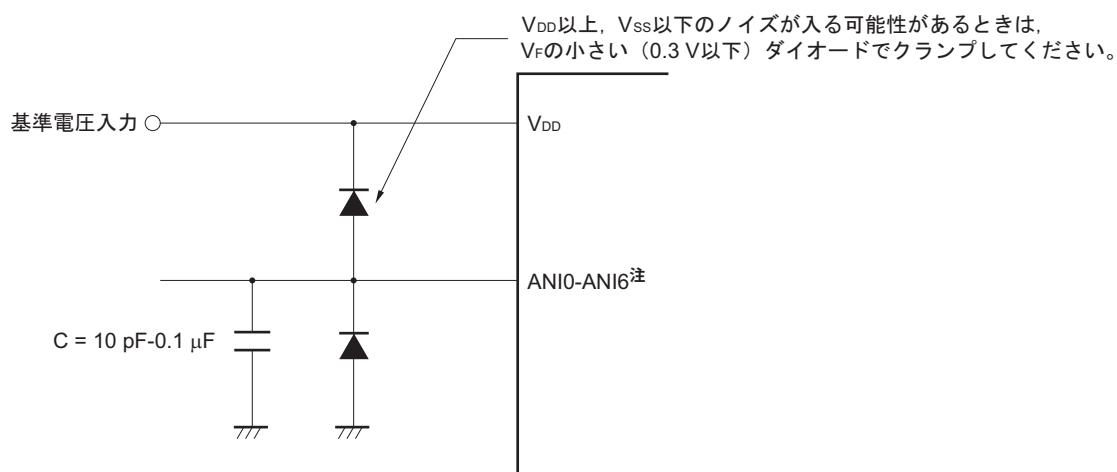 VDD以上，VSS以下のノイズが入る可能性があるときは，
VFの小さい（0.3 V以下）ダイオードでクランプしてください。
基準電圧入力
VDD
ANI0-ANI6注
C = 10 pF-0.1 μF